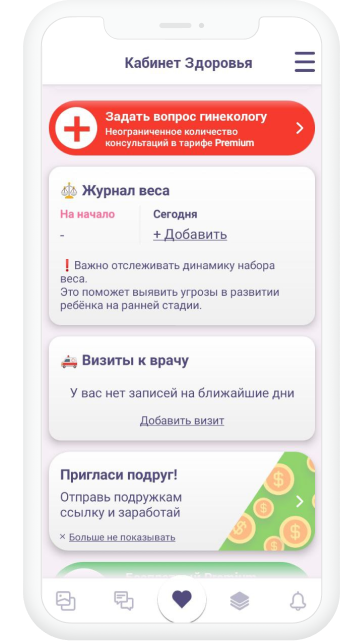 Кабинет Здоровья
Задать вопрос гинекологу
Неограниченное количество
консультаций в тарифе Premium
Журнал веса
На начало
Сегодня
-
+ Добавить
❗Важно отслеживать динамику набора
веса.
Это поможет выявить угрозы в развитии
ребёнка на ранней стадии.
Визиты к врачу
У вас нет записей на ближайшие дни
Добавить визит
Пригласи подруг!
Отправь подружкам
ссылку и заработай
× Больше не показывать